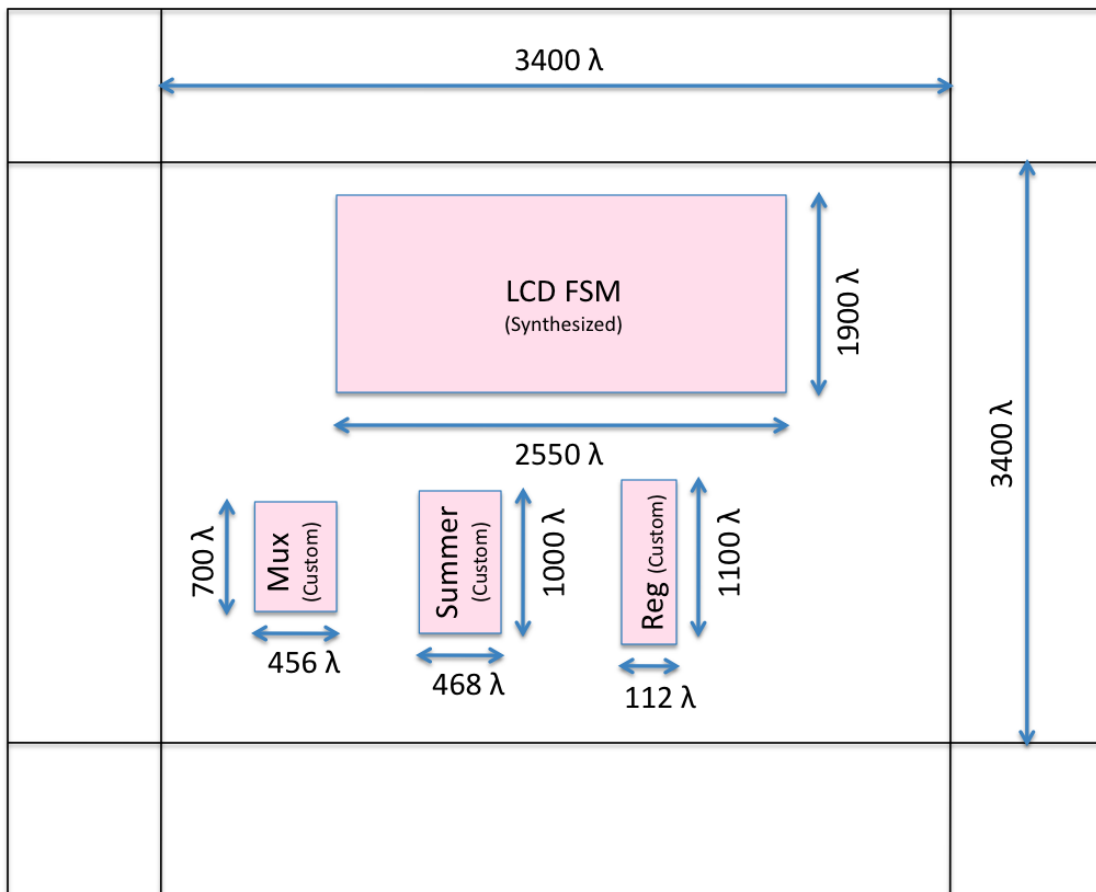 3400 λ
LCD FSM
(Synthesized)
1900 λ
2550 λ
3400 λ
700 λ
Mux
(Custom)
456 λ
Summer
(Custom)
1000 λ
468 λ
Reg (Custom)
1100 λ
112 λ